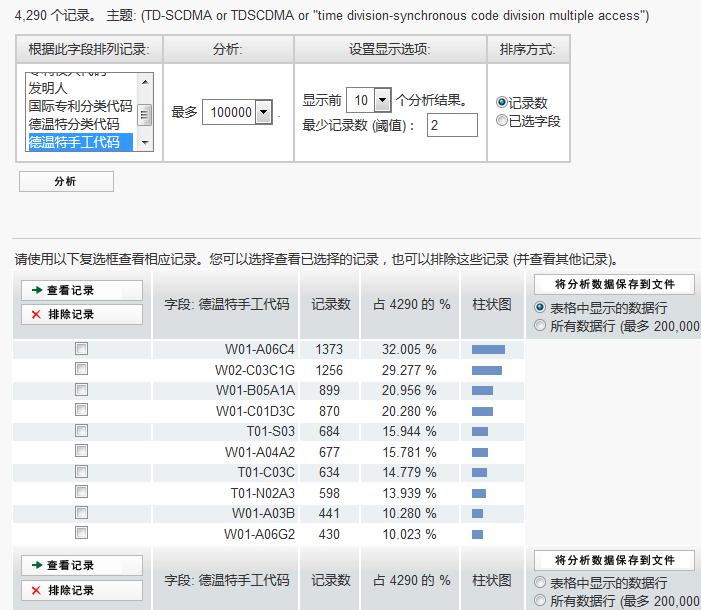 4,290 个记录。 主题: (TD-SCDMA or TDSCDMA or "time division-synchronous code division multiple access")
根据此字段排列记录: 分析: 设置显示选项: 排序方式:
发明人
国际专利分类代码
德温特分类代码
德温特手工代码
最多 100000 .
显示前 10 个分析结果。
最少记录数 (阈值)： 2
记录数
已选字段
分析
请使用以下复选框查看相应记录。您可以选择查看已选择的记录，也可以排除这些记录 (并查看其他记录)。
查看记录
排除记录
字段: 德温特手工代码 记录数 占 4290 的 % 柱状图
将分析数据保存到文件
表格中显示的数据行
所有数据行 (最多 200,000
W01-A06C4 1373 32.005 %
W02-C03C1G 1256 29.277 %
W01-B05A1A 899 20.956 %
W01-C01D3C 870 20.280 %
T01-S03 684 15.944 %
W01-A04A2 677 15.781 %
T01-C03C 634 14.779 %
T01-N02A3 598 13.939 %
W01-A03B 441 10.280 %
W01-A06G2 430 10.023 %
查看记录
排除记录
字段: 德温特手工代码 记录数 占 4290 的 % 柱状图
将分析数据保存到文件
表格中显示的数据行
所有数据行 (最多 200,000